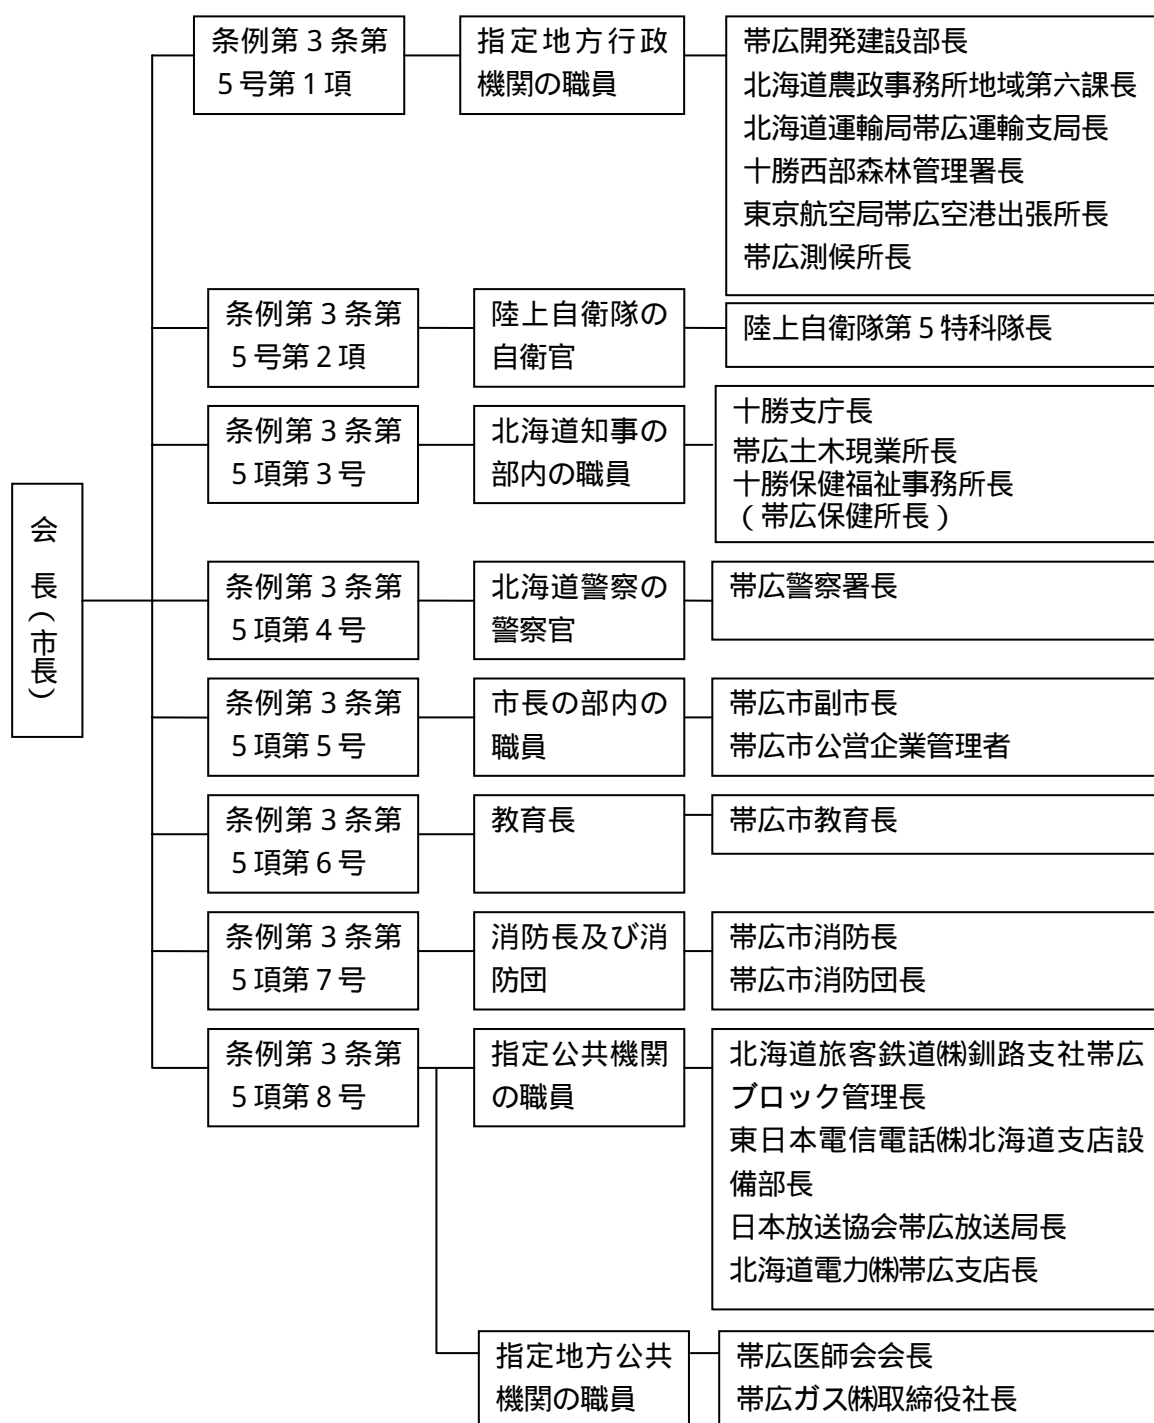 会長（市長）
条例第３条第
５号第１項
指定地方行政
機関の職員
帯広開発建設部長
北海道農政事務所地域第六課長
北海道運輸局帯広運輸支局長
十勝西部森林管理署長
東京航空局帯広空港出張所長
帯広測候所長
条例第３条第
５号第２項
陸上自衛隊の
自衛官
陸上自衛隊第５特科隊長
条例第３条第
５項第３号
北海道知事の
部内の職員
十勝支庁長
帯広土木現業所長
十勝保健福祉事務所長
（帯広保健所長）
条例第３条第
５項第４号
北海道警察の
警察官
帯広警察署長
条例第３条第
５項第５号
市長の部内の
職員
帯広市副市長
帯広市公営企業管理者
条例第３条第
５項第６号
教育長
帯広市教育長
条例第３条第
５項第７号
消防長及び消
防団
帯広市消防長
帯広市消防団長
条例第３条第
５項第８号
指定公共機関
の職員
北海道旅客鉄道㈱釧路支社帯広
ブロック管理長
東日本電信電話㈱北海道支店設
備部長
日本放送協会帯広放送局長
北海道電力㈱帯広支店長
指定地方公共
機関の職員
帯広医師会会長
帯広ガス㈱取締役社長